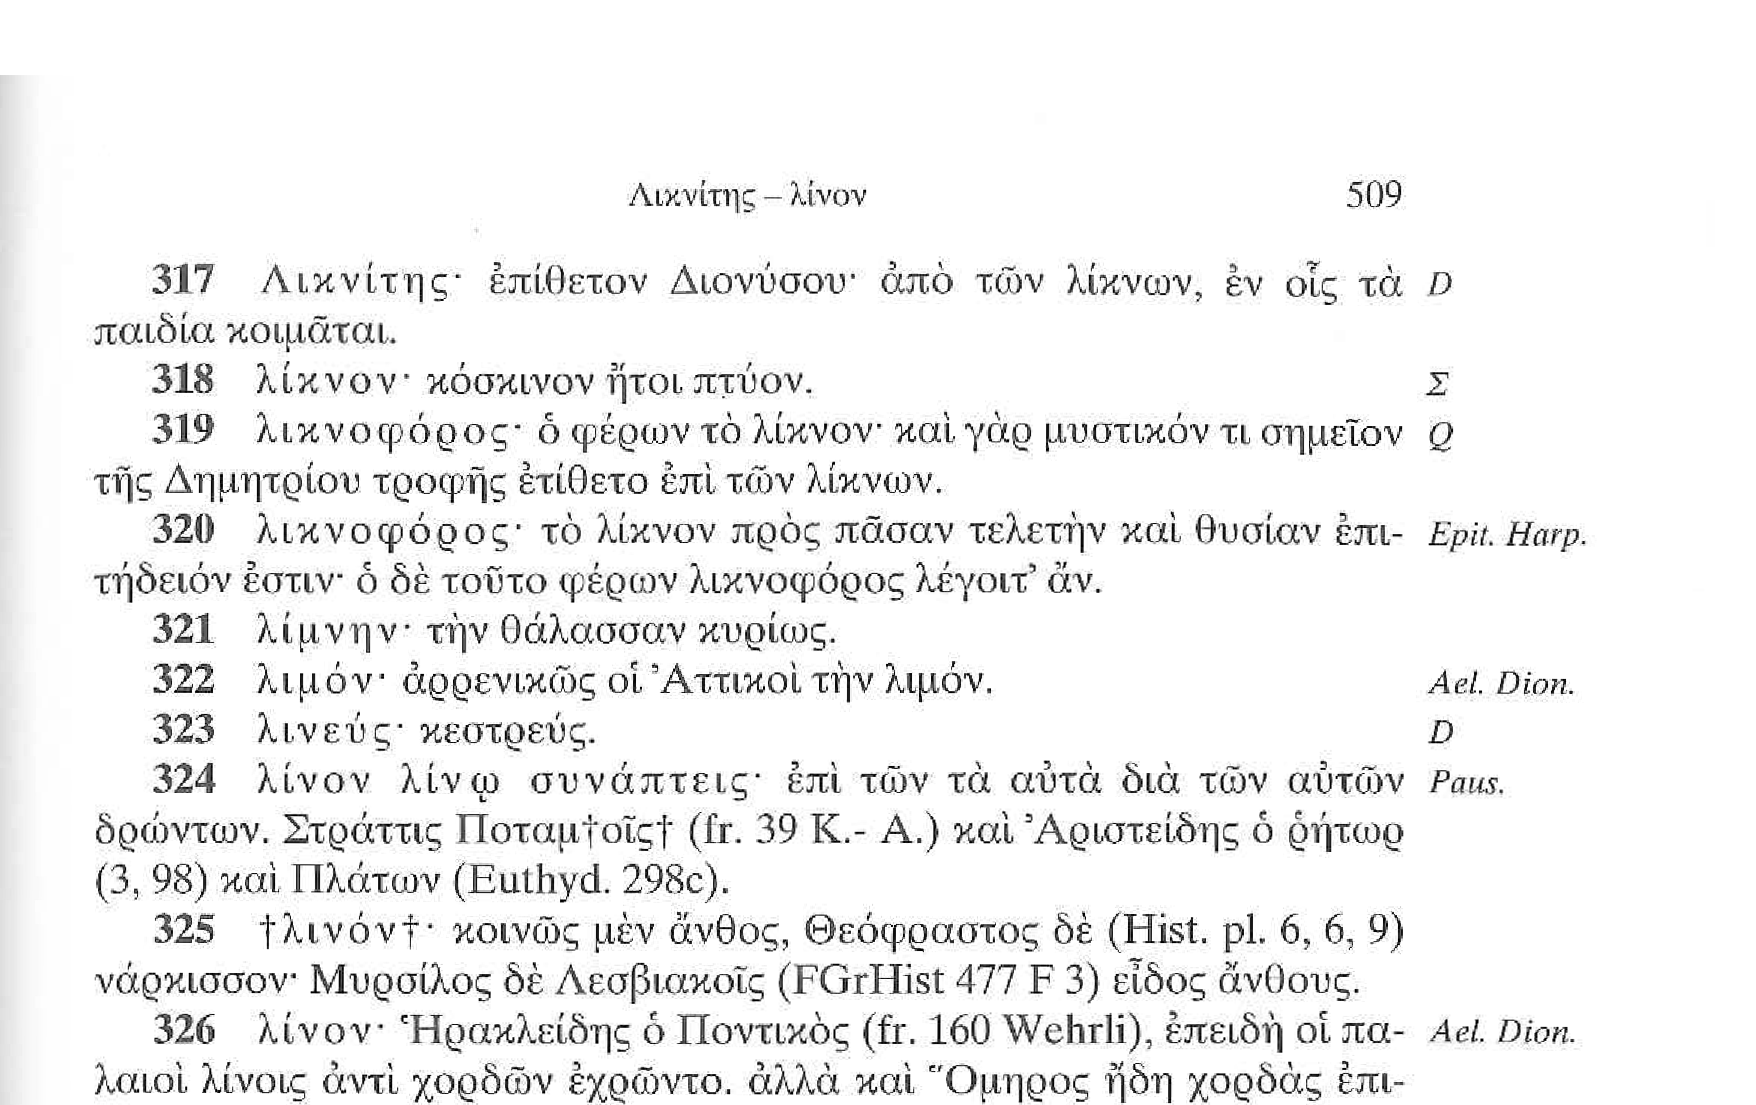 Λικνίτης – λίνον 509
317 Λικνίτης· ἐπίθετον Διονύσου· ἀπὸ τῶν λίκνων, ἐν οἷς τὰ D
παιδία κοιμᾶται.
318 λίκνον· κόσκινον ἤτοι πτύον. Σ
319 λικνοφόρος· ὁ φέρων τὸ λίκνον· καὶ γὰρ μυστικόν τι σημεῖον Q
τῆς Δημητρίου τροφῆς ἐτίθετο ἐπὶ τῶν λίκνων.
320 λικνοφόρος· τὸ λίκνον πρὸς πᾶσαν τελετὴν καὶ θυσίαν ἐπι- Epit. Harp.
τήδειόν ἐστιν· ὁ δὲ τοῦτο φέρων λικνοφόρος λέγοιτ’ ἄν.
321 λίμνην· τὴν θάλασσαν κυρίως.
322 λιμόν· ἀρρενικῶς οἱ Ἀττικοὶ τὴν λιμόν. Ael. Dion.
323 λινεύς· κεστρεύς. D
324 λίνον λίνῳ συνάπτεις· ἐπὶ τῶν τὰ αὐτὰ διὰ τῶν αὐτῶν Paus.
δρώντων. Στράττις Ποταμ†οῖς† (fr. 39 K.- A.) καὶ Ἀριστείδης ὁ ῥήτωρ
(3, 98) καὶ Πλάτων (Euthyd. 298c).
325 †λινόν†· κοινῶς μὲν ἄνθος, Θεόφραστος δὲ (Hist. pl. 6, 6, 9)
νάρκισσον· Μυρσίλος δὲ Λεσβιακοῖς (FGrHist 477 F 3) εἶδος ἄνθους.
326 λίνον· Ἡρακλείδης ὁ Ποντικὸς (fr. 160 Wehrli), ἐπειδὴ οἱ πα- Ael. Dion.
λαιοὶ λίνοις ἀντὶ χορδῶν ἐχρῶντο. ἀλλὰ καὶ Ὅμηρος ἤδη χορδὰς ἐπι-